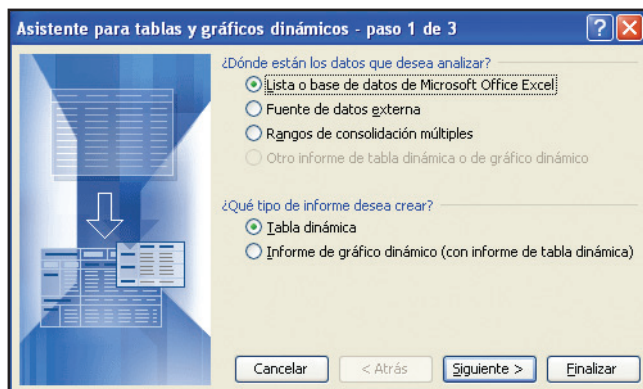 Asistente para tablas y gráficos dinámicos - paso 1 de 3
¿Dónde están los datos que desea analizar?
Lista o base de datos de Microsoft Office Excel
Fuente de datos externa
Rangos de consolidación múltiples
Otro informe de tabla dinámica o de gráfico dinámico
¿Qué tipo de informe desea crear?
Tabla dinámica
Informe de gráfico dinámico (con informe de tabla dinámica)
Cancelar
< Atrás
Siguiente >
Finalizar